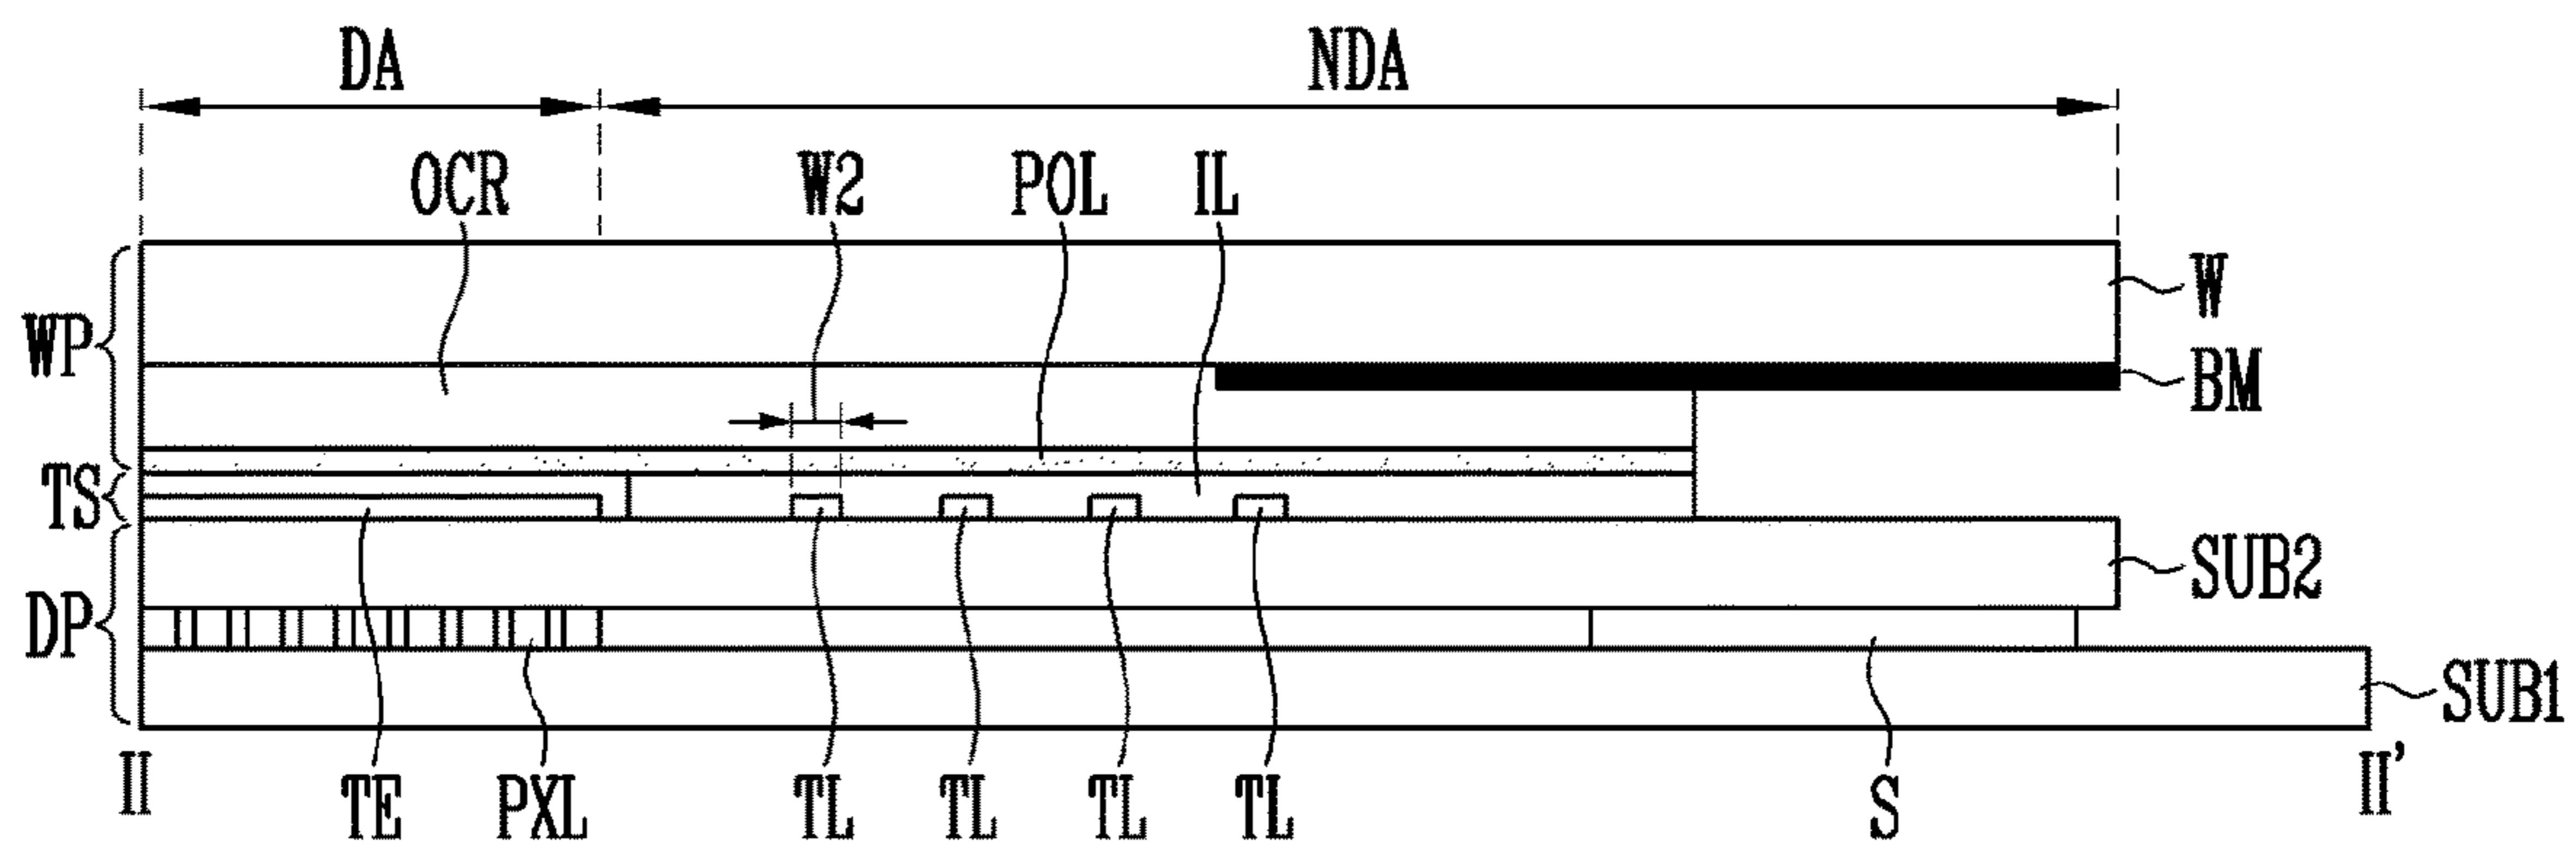 DA NDA
OCR W2 POL IL
W
WP
BM
TS
SUB2
DP
SUB1
II II'
TE PXL TL TL TL TL S